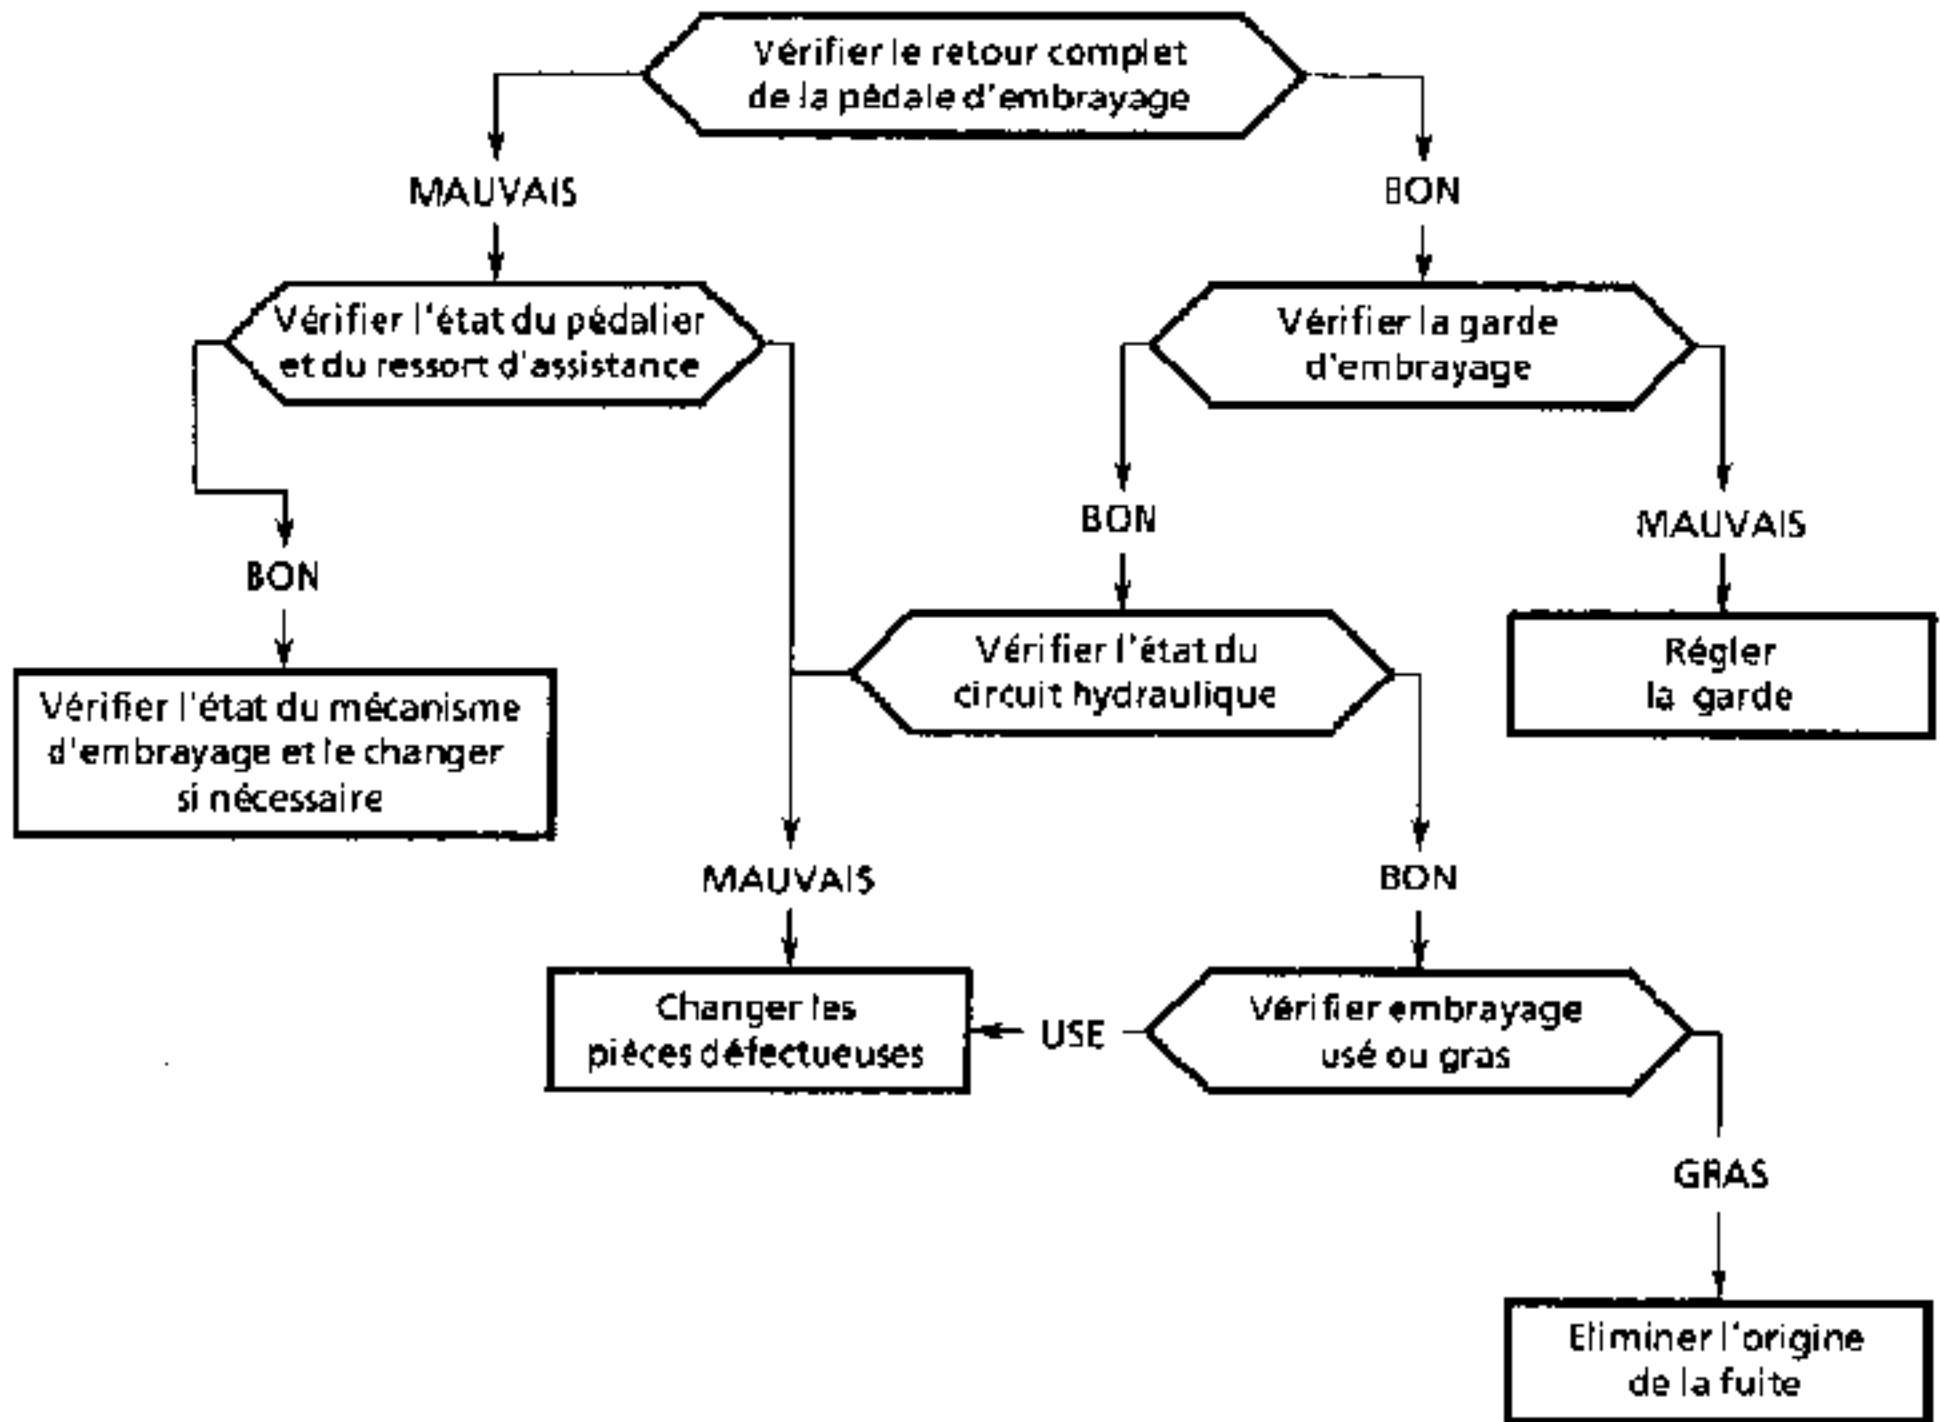 Vérifier le retour complet
de la pédale d'embrayage
MAUVAIS
BON
Vérifier l'état du pédalier
et du ressort d'assistance
Vérifier la garde
d'embrayage
BON
MAUVAIS
BON
Vérifier l'état du
circuit hydraulique
Régler
la garde
Vérifier l'état du mécanisme
d'embrayage et le changer
si nécessaire
MAUVAIS
BON
Changer les
pièces défectueuses
USE
Vérifier embrayage
usé ou gras
GRAS
Eliminer l'origine
de la fuite